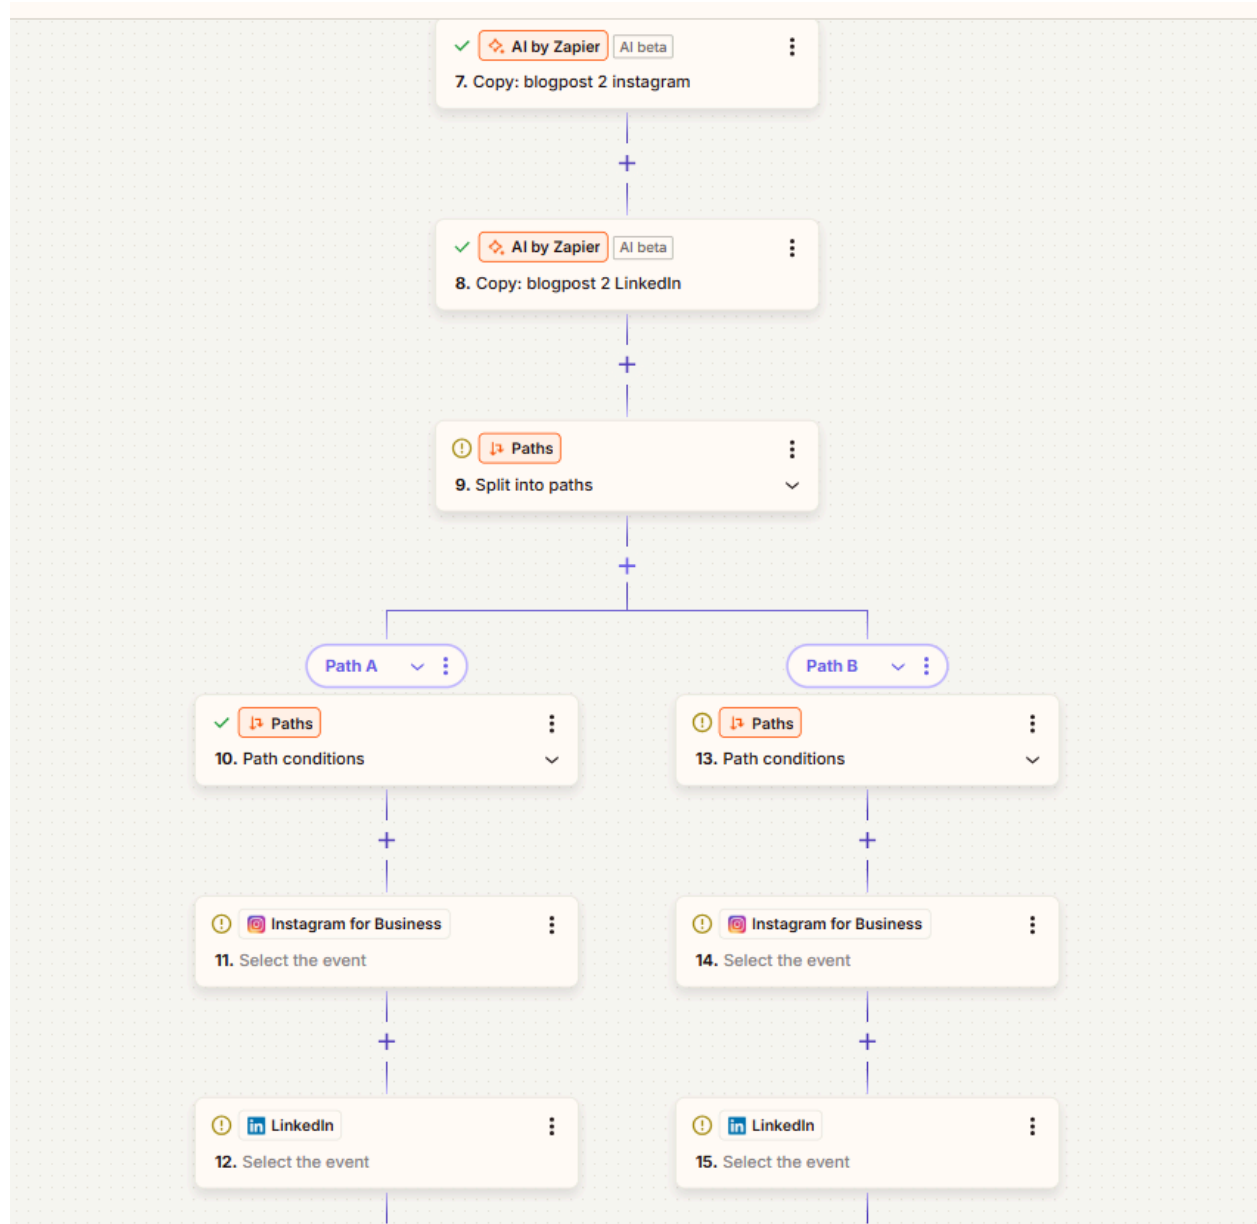 AI by Zapier AI beta
7. Copy: blogpost 2 instagram
AI by Zapier AI beta
8. Copy: blogpost 2 LinkedIn
Paths
9. Split into paths
Path A
Path B
Paths
10. Path conditions
Paths
13. Path conditions
Instagram for Business
11. Select the event
Instagram for Business
14. Select the event
LinkedIn
12. Select the event
LinkedIn
15. Select the event